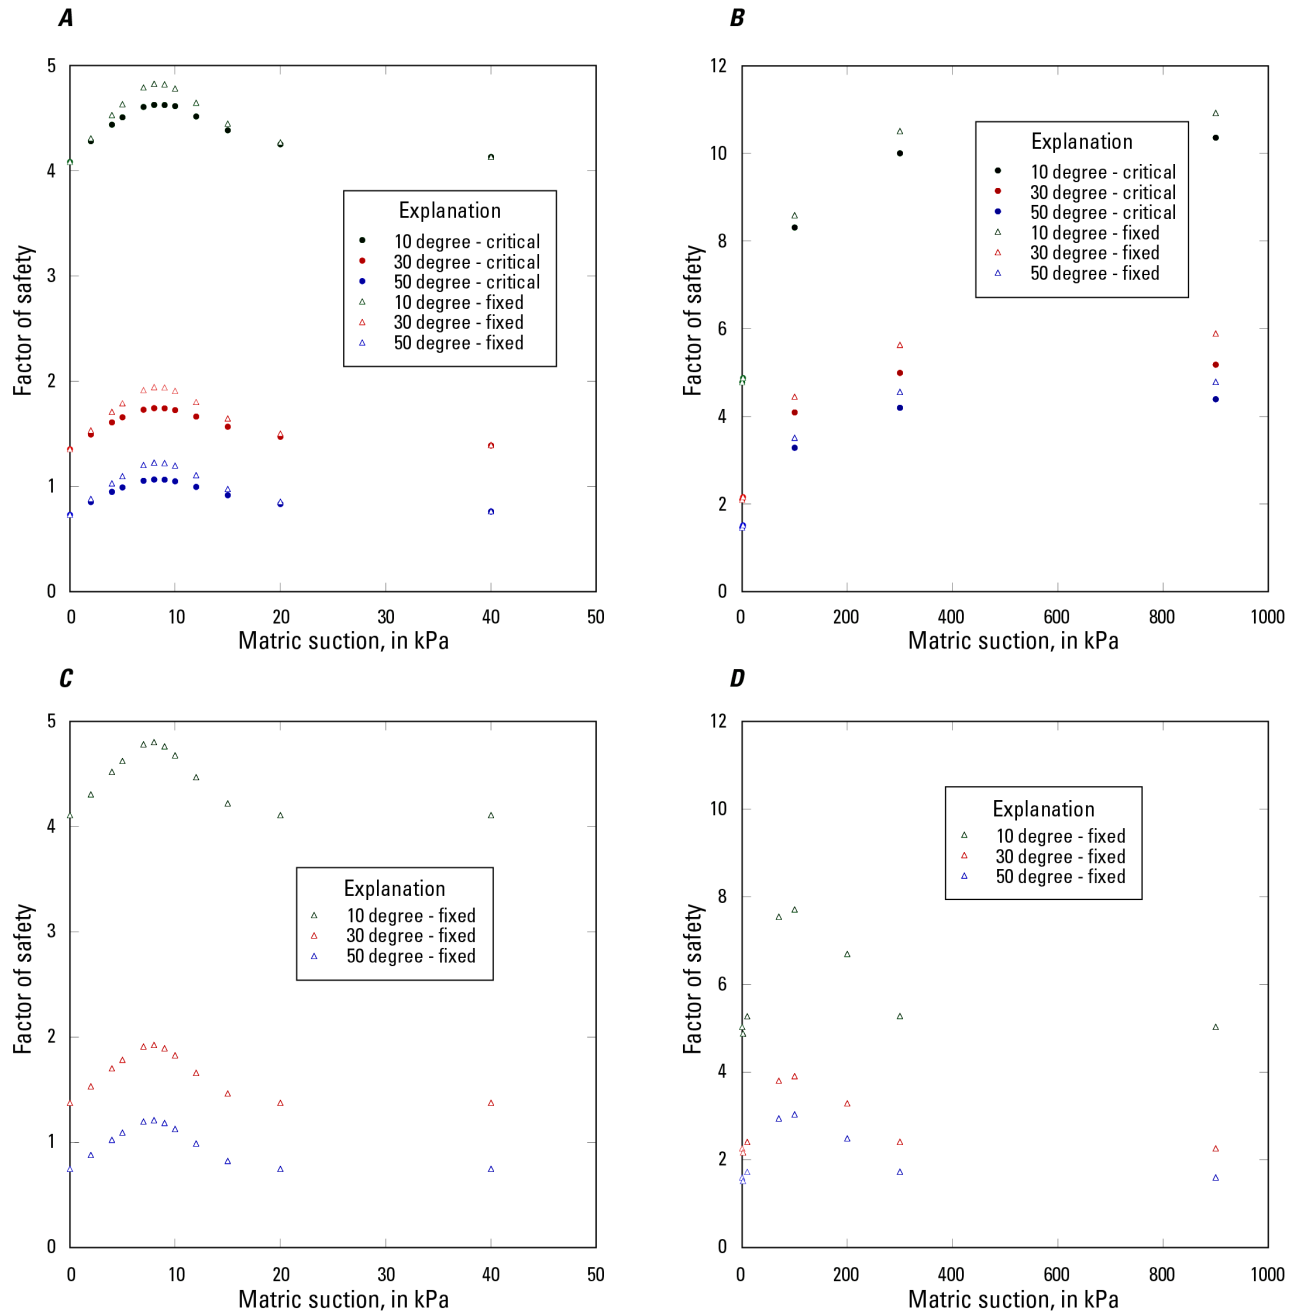 A
5
4
3
2
1
0
Factor of safety
0 10 20 30 40 50
Matric suction, in kPa
Explanation
10 degree - critical
30 degree - critical
50 degree - critical
10 degree - fixed
30 degree - fixed
50 degree - fixed
B
12
10
8
6
4
2
0
Factor of safety
0 200 400 600 800 1000
Matric suction, in kPa
Explanation
10 degree - critical
30 degree - critical
50 degree - critical
10 degree - fixed
30 degree - fixed
50 degree - fixed
C
5
4
3
2
1
0
Factor of safety
0 10 20 30 40 50
Matric suction, in kPa
Explanation
10 degree - fixed
30 degree - fixed
50 degree - fixed
D
12
10
8
6
4
2
0
Factor of safety
0 200 400 600 800 1000
Matric suction, in kPa
Explanation
10 degree - fixed
30 degree - fixed
50 degree - fixed